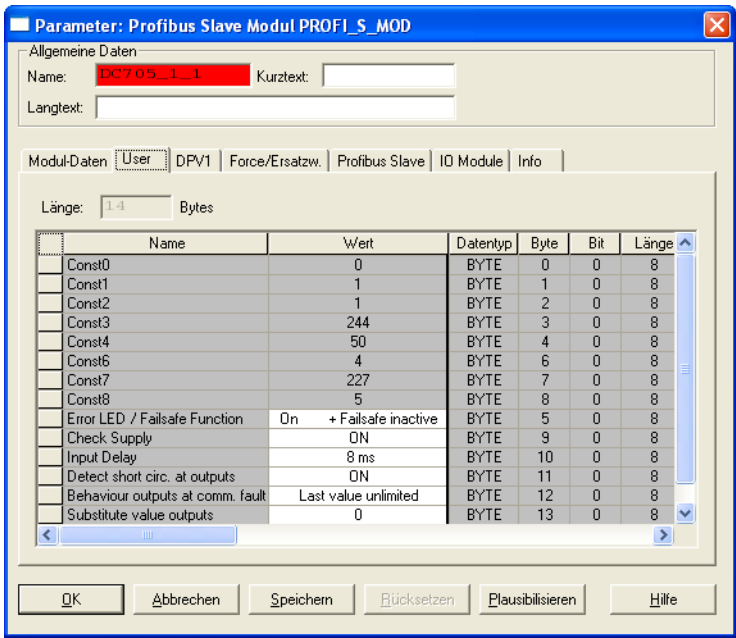 Parameter: Profibus Slave Modul PROFI_S_MOD
Allgemeine Daten
Name: DC705_1_1 Kurztext:
Langtext:
Modul-Daten User DPV1 Force/Ersatzw. Profibus Slave IO Module Info
Länge: 14 Bytes
Name Wert Datentyp Byte Bit Länge
Const0 0 BYTE 0 0 8
Const1 1 BYTE 1 0 8
Const2 1 BYTE 2 0 8
Const3 244 BYTE 3 0 8
Const4 50 BYTE 4 0 8
Const6 4 BYTE 6 0 8
Const7 227 BYTE 7 0 8
Const8 5 BYTE 8 0 8
Error LED / Failsafe Function On + Failsafe inactive BYTE 5 0 8
Check Supply ON BYTE 9 0 8
Input Delay 8 ms BYTE 10 0 8
Detect short circ. at outputs ON BYTE 11 0 8
Behaviour outputs at comm. fault Last value unlimited BYTE 12 0 8
Substitute value outputs 0 BYTE 13 0 8
OK Abbrechen Speichern Rücksetzen Plausibilisieren Hilfe